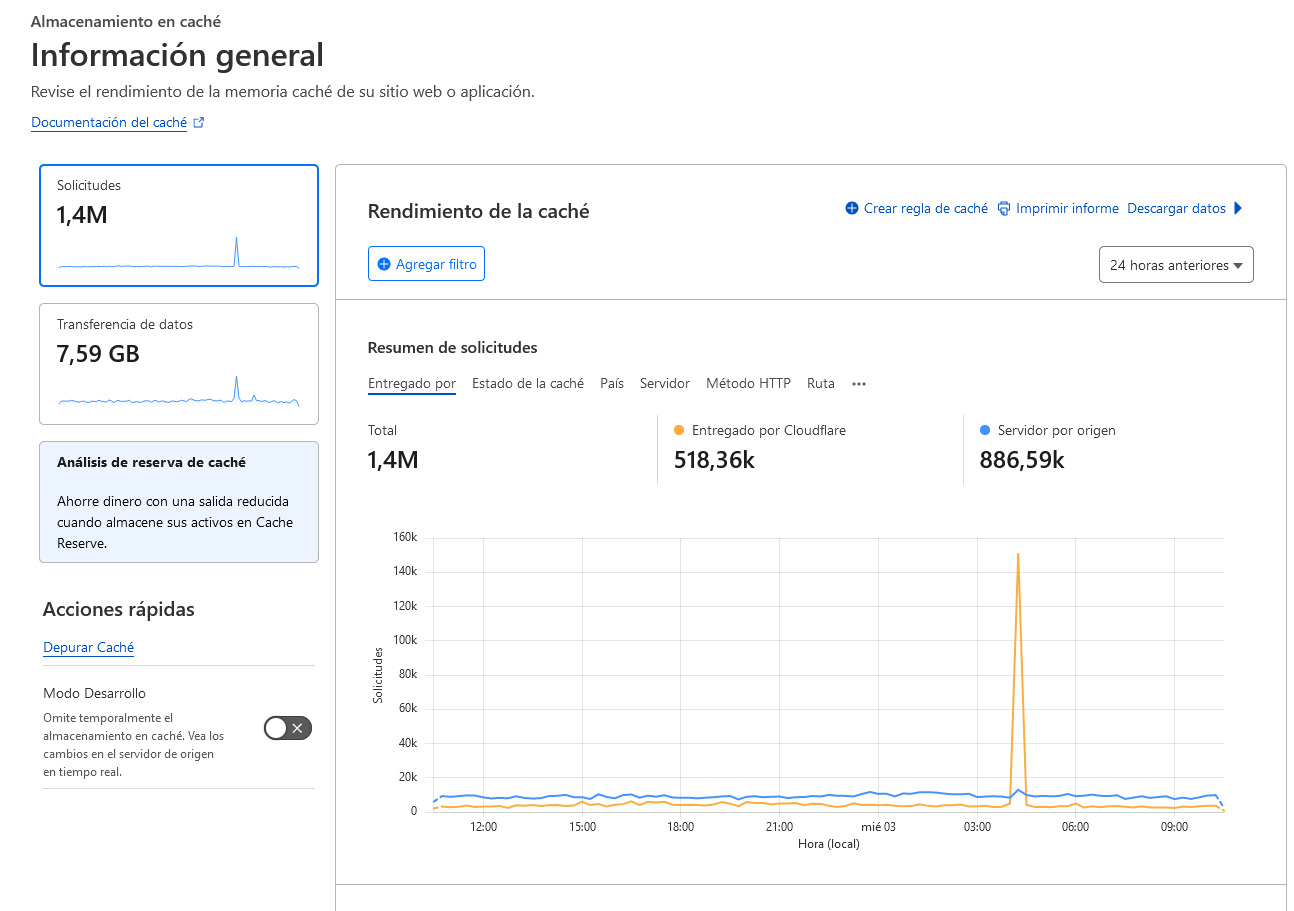 Almacenamiento en caché
Información general
Revise el rendimiento de la memoria caché de su sitio web o aplicación.
Documentación del caché
Solicitudes
1,4M
Transferencia de datos
7,59 GB
Análisis de reserva de caché
Ahorre dinero con una salida reducida
cuando almacene sus activos en Cache
Reserve.
Acciones rápidas
Depurar Caché
Modo Desarrollo
Omite temporalmente el
almacenamiento en caché. Vea los
cambios en el servidor de origen
en tiempo real.
Rendimiento de la caché
Crear regla de caché Imprimir informe Descargar datos
Agregar filtro
24 horas anteriores
Resumen de solicitudes
Entregado por Estado de la caché País Servidor Método HTTP Ruta •••
Total
1,4M
Entregado por Cloudflare
518,36k
Servidor por origen
886,59k
160k
140k
120k
100k
80k
60k
40k
20k
0
Solicitudes
12:00 15:00 18:00 21:00 mié 03 03:00 06:00 09:00
Hora (local)